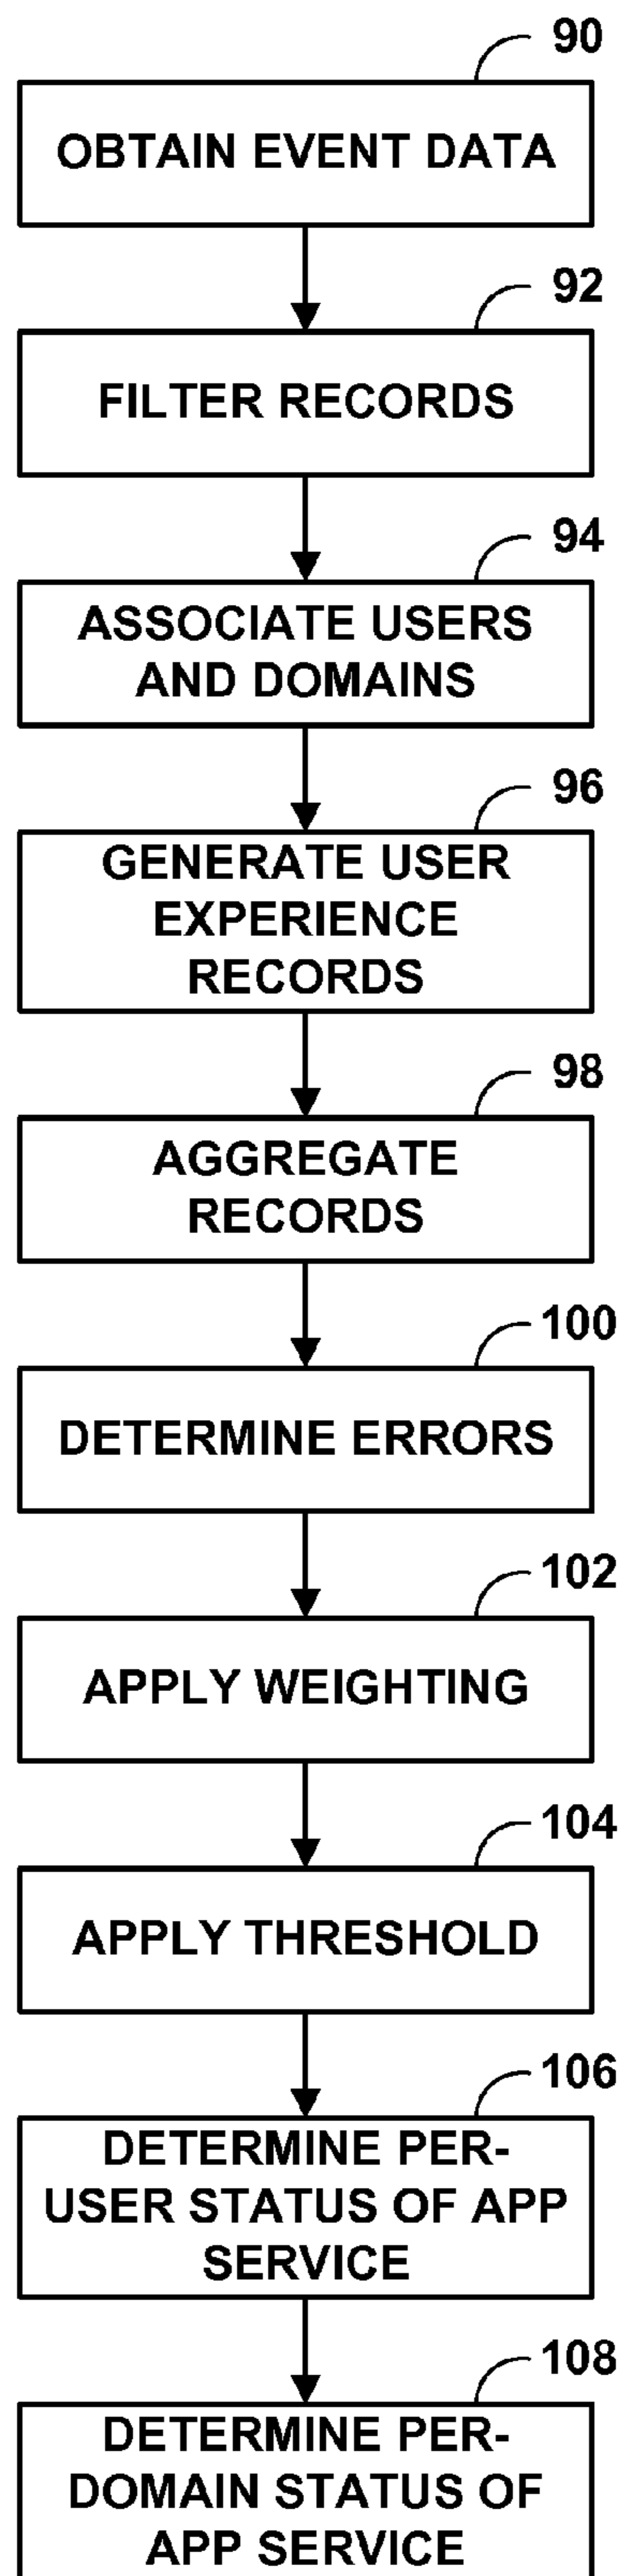 90
OBTAIN EVENT DATA
92
FILTER RECORDS
94
ASSOCIATE USERS
AND DOMAINS
96
GENERATE USER
EXPERIENCE
RECORDS
98
AGGREGATE
RECORDS
100
DETERMINE ERRORS
102
APPLY WEIGHTING
104
APPLY THRESHOLD
106
DETERMINE PER-
USER STATUS OF APP
SERVICE
108
DETERMINE PER-
DOMAIN STATUS OF
APP SERVICE